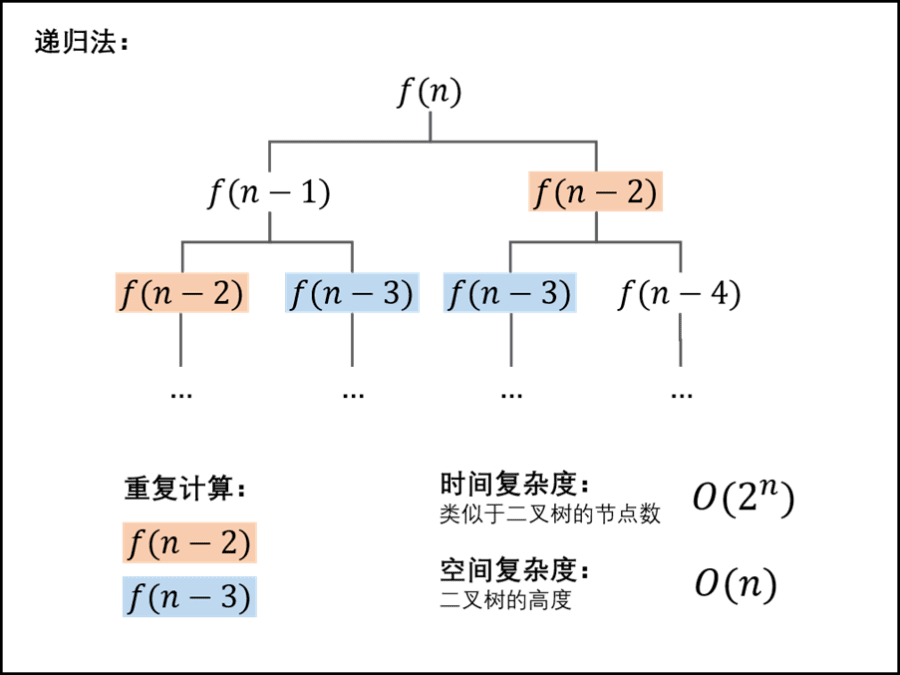 递归法：
f(n)
f(n − 1) f(n − 2)
f(n − 2) f(n − 3) f(n − 3) f(n − 4)
... ... ... ...
重复计算：
f(n − 2)
f(n − 3)
时间复杂度： O(2ⁿ)
类似于二叉树的节点数
空间复杂度： O(n)
二叉树的高度